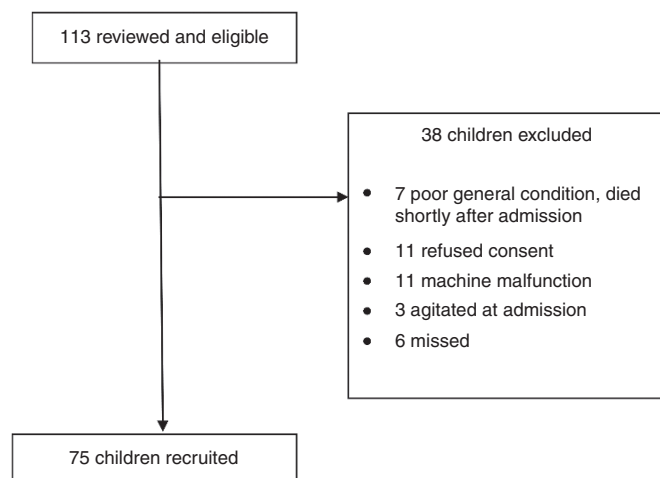 113 reviewed and eligible
38 children excluded
• 7 poor general condition, died
shortly after admission
• 11 refused consent
• 11 machine malfunction
• 3 agitated at admission
• 6 missed
75 children recruited